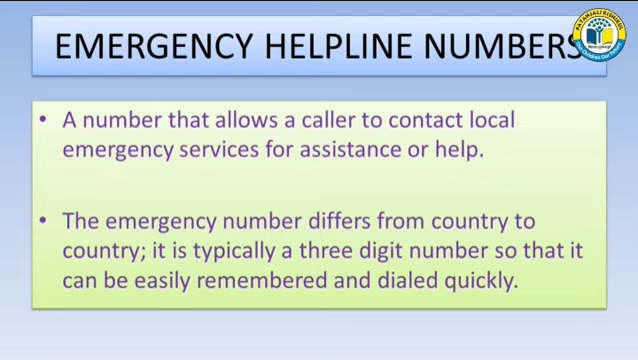 EMERGENCY HELPLINE NUMBERS
PATANJALI RISHIKUL
• A number that allows a caller to contact local
emergency services for assistance or help.
• The emergency number differs from country to
country; it is typically a three digit number so that it
can be easily remembered and dialed quickly.